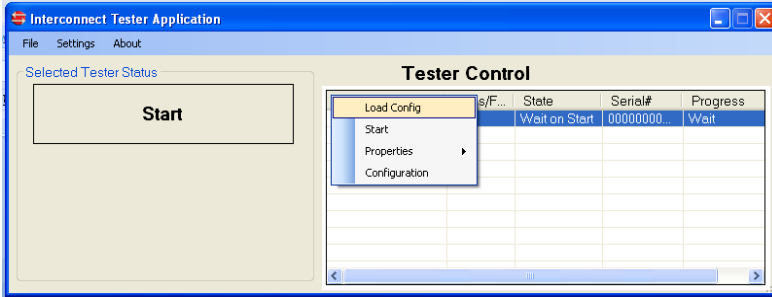 Interconnect Tester Application
File Settings About
Selected Tester Status
Start
Tester Control
s/F... State Serial# Progress
Wait on Start 00000000... Wait
Load Config
Start
Properties
Configuration